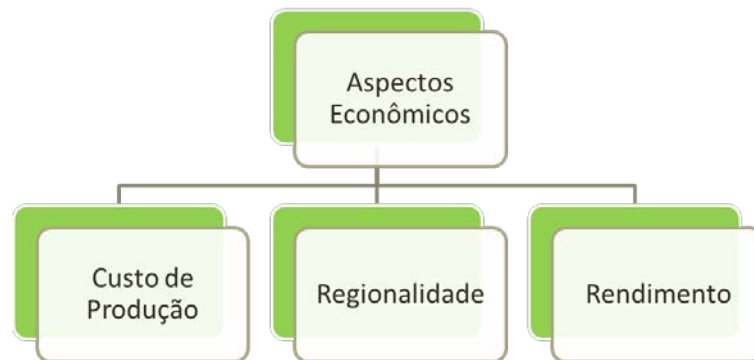 Aspectos
Econômicos
Custo de
Produção
Regionalidade
Rendimento